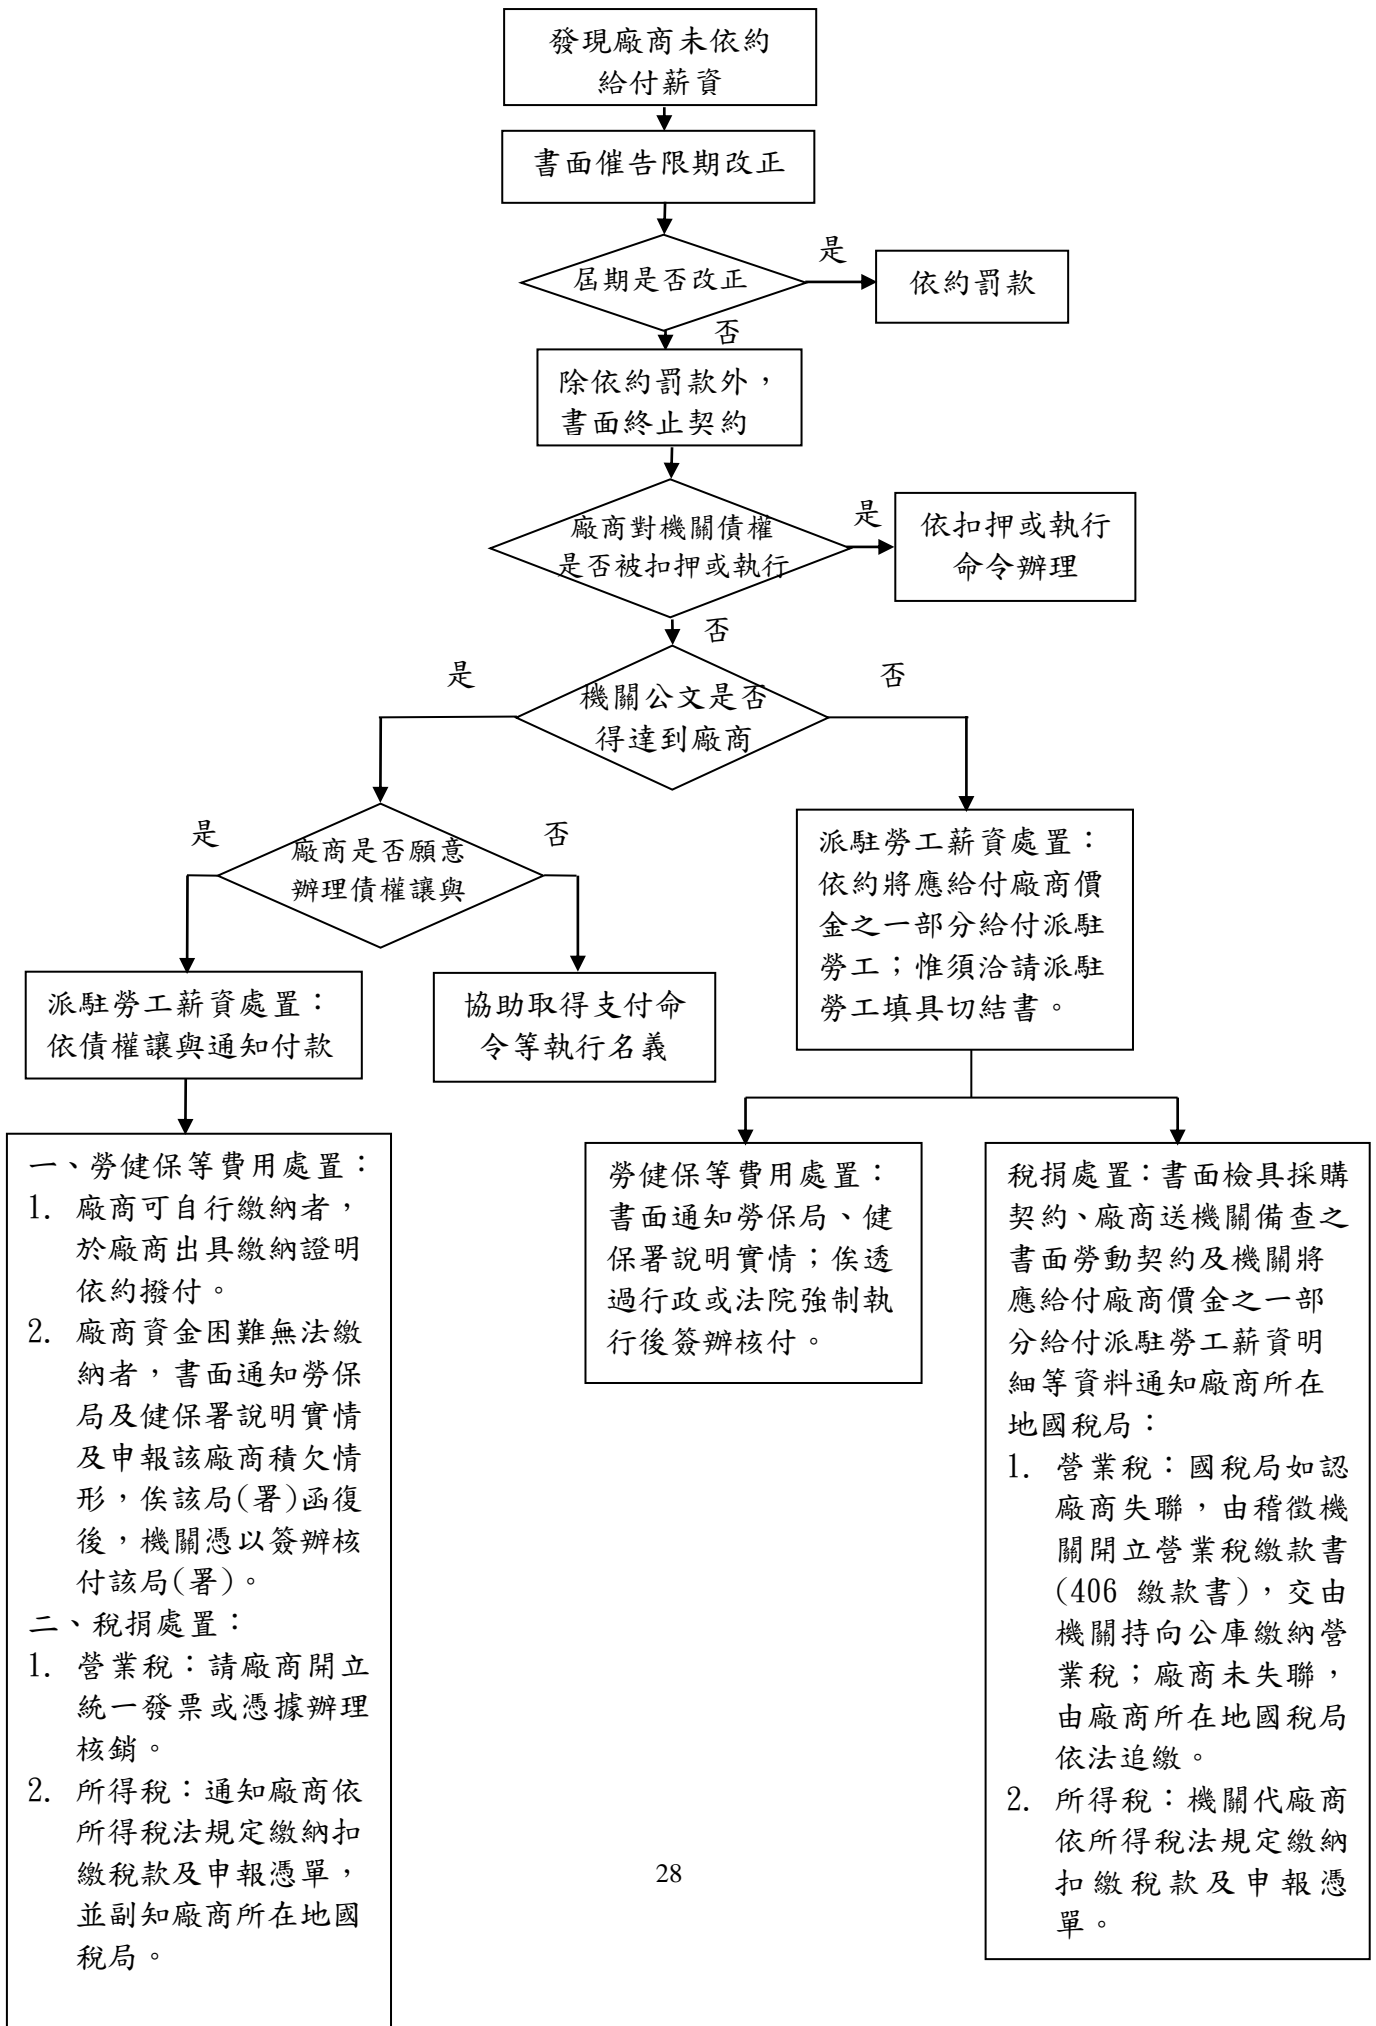 發現廠商未依約
給付薪資
書面催告限期改正
屆期是否改正
是
依約罰款
否
除依約罰款外，
書面終止契約
廠商對機關債權
是否被扣押或執行
是
依扣押或執行
命令辦理
否
機關公文是否
得達到廠商
是
否
廠商是否願意
辦理債權讓與
是
否
派駐勞工薪資處置：
依債權讓與通知付款
協助取得支付命
令等執行名義
派駐勞工薪資處置：
依約將應給付廠商價
金之一部分給付派駐
勞工；惟須洽請派駐
勞工填具切結書。
一、勞健保等費用處置：
1. 廠商可自行繳納者，
於廠商出具繳納證明
依約撥付。
2. 廠商資金困難無法繳
納者，書面通知勞保
局及健保署說明實情
及申報該廠商積欠情
形，俟該局(署)函復
後，機關憑以簽辦核
付該局(署)。
二、稅捐處置：
1. 營業稅：請廠商開立
統一發票或憑據辦理
核銷。
2. 所得稅：通知廠商依
所得稅法規定繳納扣
繳稅款及申報憑單，
並副知廠商所在地國
稅局。
勞健保等費用處置：
書面通知勞保局、健
保署說明實情；俟透
過行政或法院強制執
行後簽辦核付。
稅捐處置：書面檢具採購
契約、廠商送機關備查之
書面勞動契約及機關將
應給付廠商價金之一部
分給付派駐勞工薪資明
細等資料通知廠商所在
地國稅局：
1. 營業稅：國稅局如認
廠商失聯，由稽徵機
關開立營業稅繳款書
(406 繳款書)，交由
機關持向公庫繳納營
業稅；廠商未失聯，
由廠商所在地國稅局
依法追繳。
2. 所得稅：機關代廠商
依所得稅法規定繳納
扣繳稅款及申報憑
單。
28